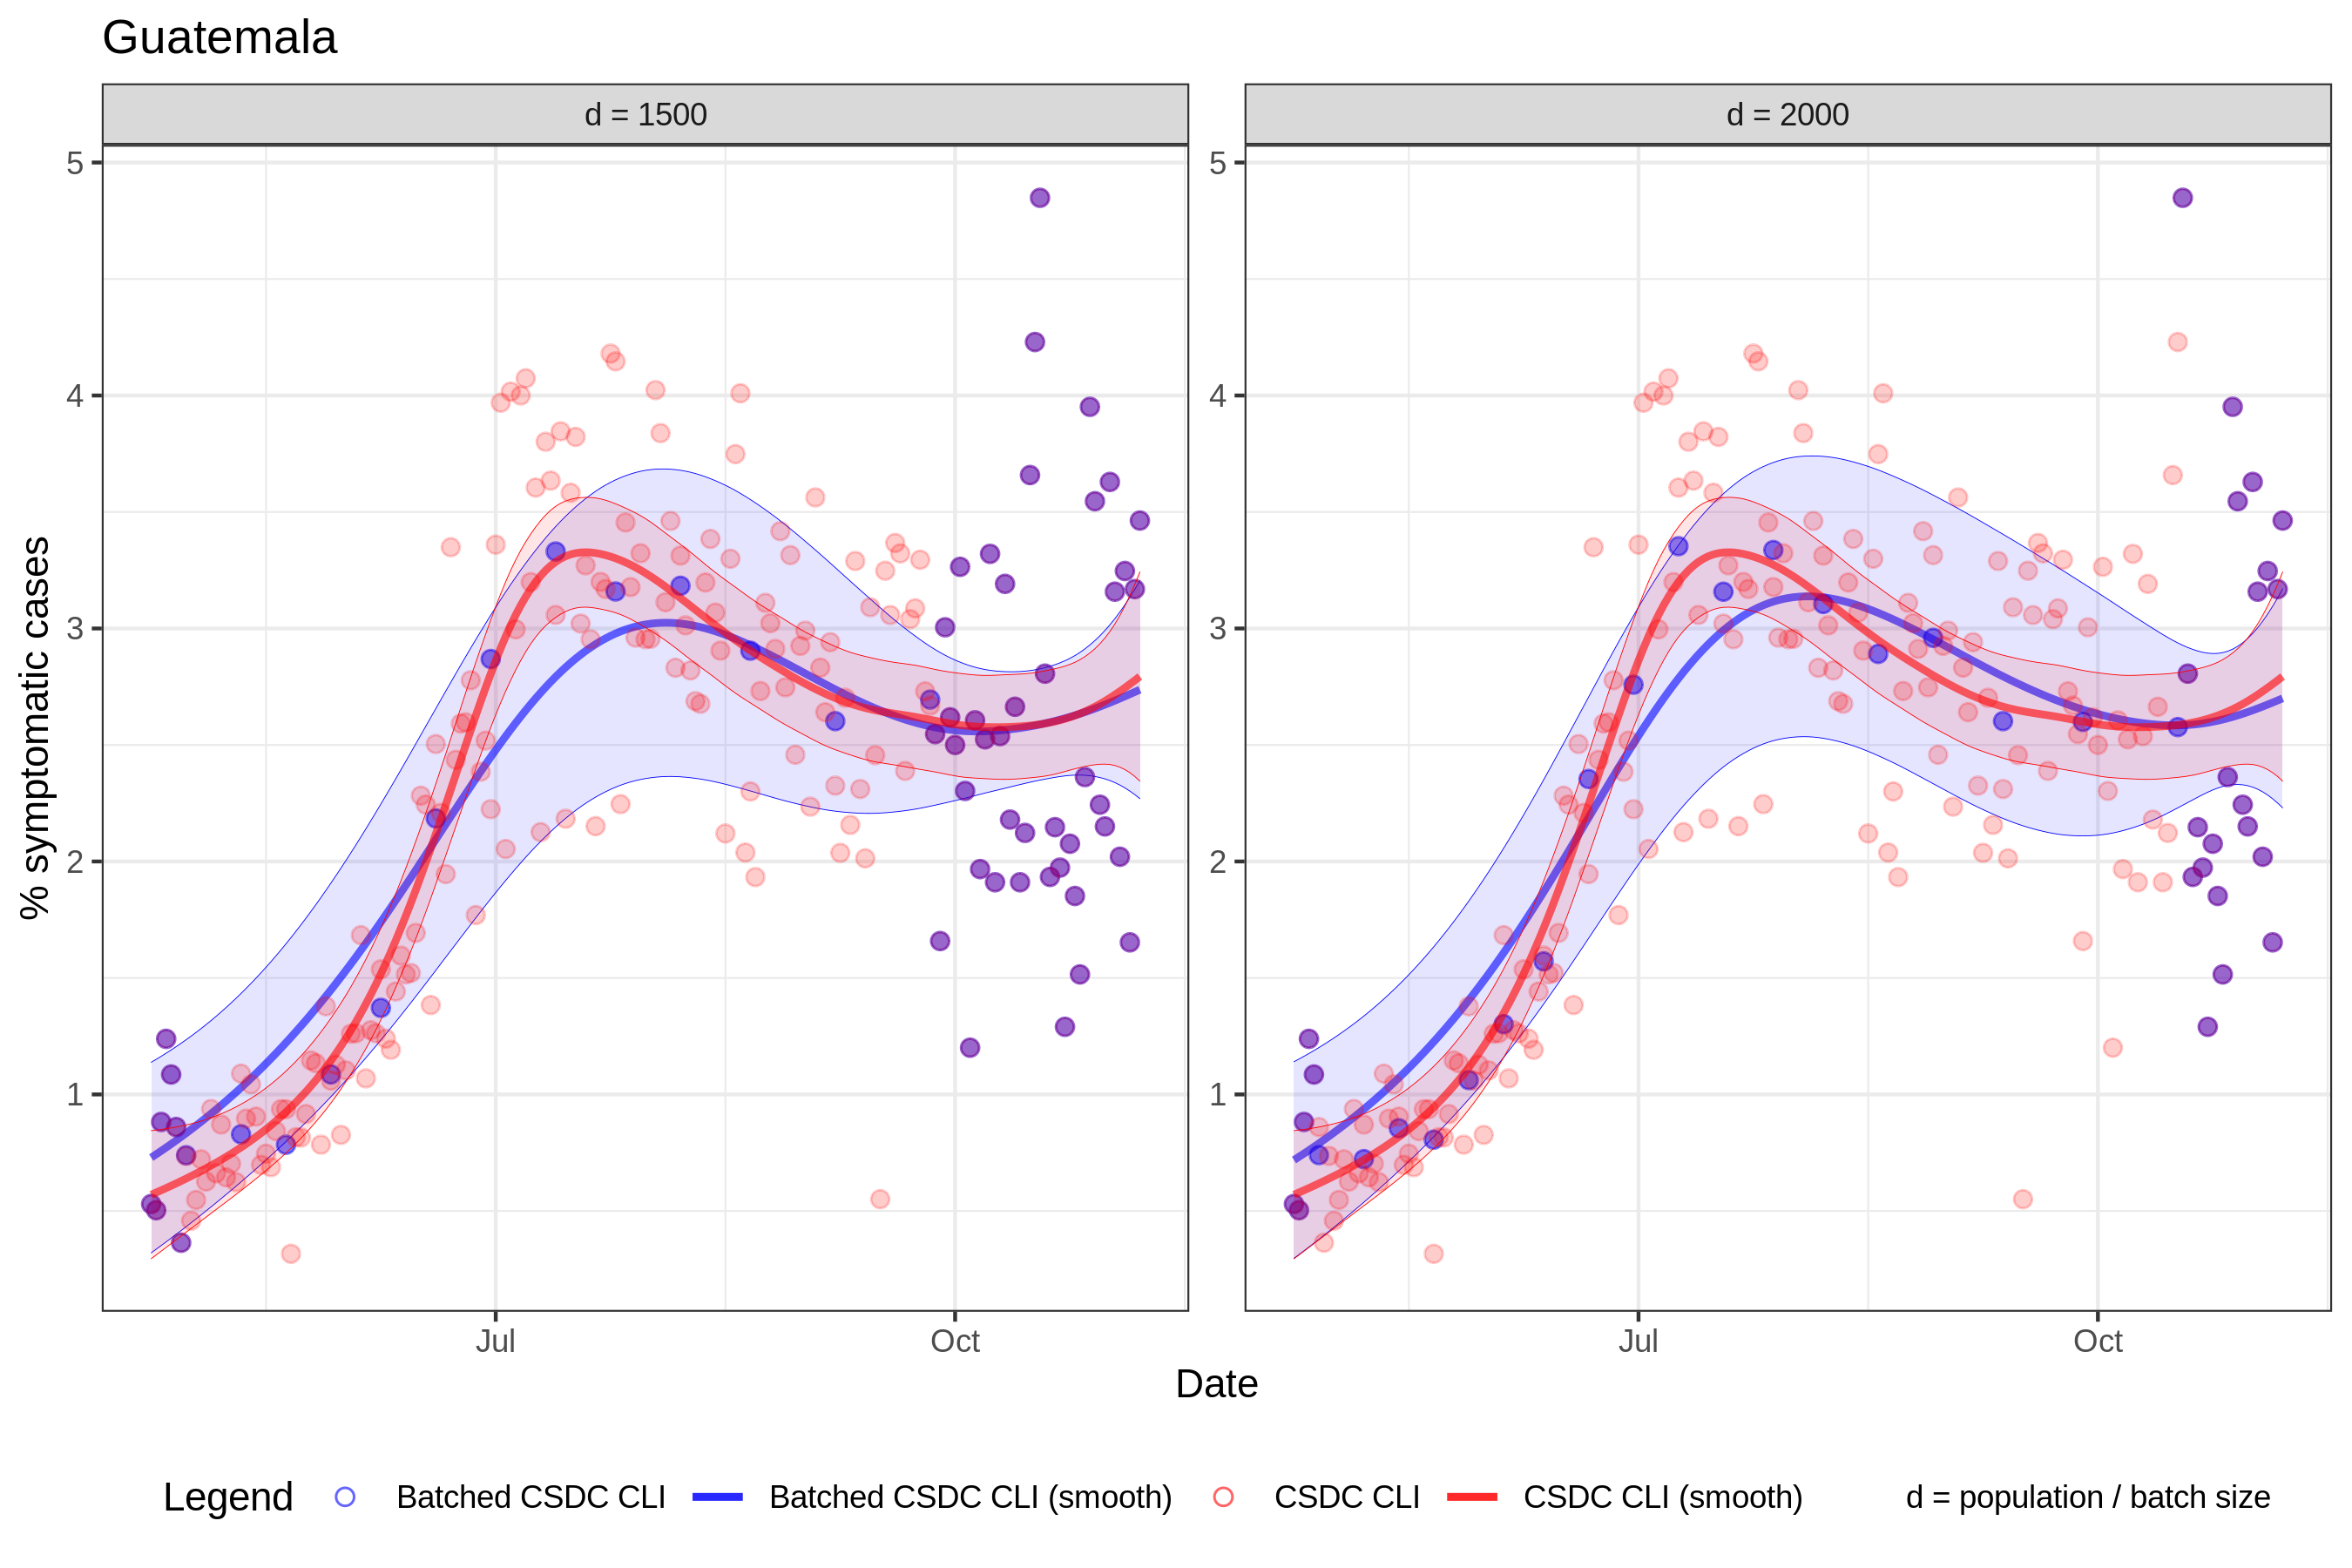 Guatemala
d = 1500
d = 2000
% symptomatic cases
5
4
3
2
1
5
4
3
2
1
Jul
Oct
Jul
Oct
Date
Legend
Batched CSDC CLI
Batched CSDC CLI (smooth)
CSDC CLI
CSDC CLI (smooth)
d = population / batch size